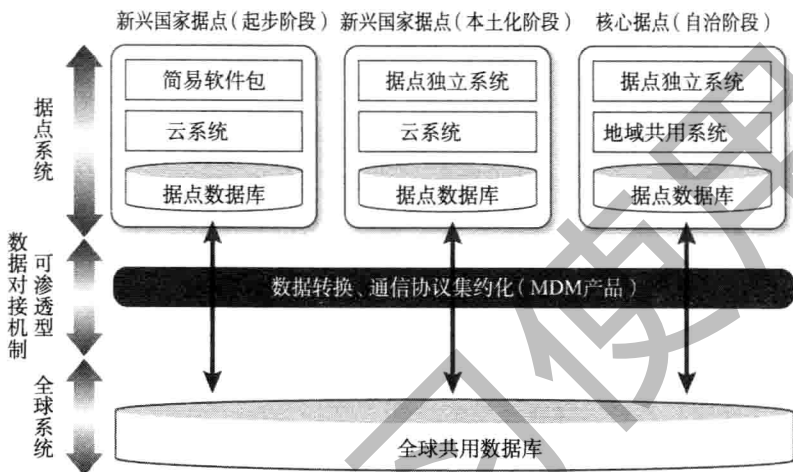 新兴国家据点（起步阶段）
新兴国家据点（本土化阶段）
核心据点（自治阶段）
据点系统
简易软件包
云系统
据点数据库
据点独立系统
云系统
据点数据库
据点独立系统
地域共用系统
据点数据库
可渗透型
数据对接机制
数据转换、通信协议集约化（MDM产品）
全球系统
全球共用数据库
习使用